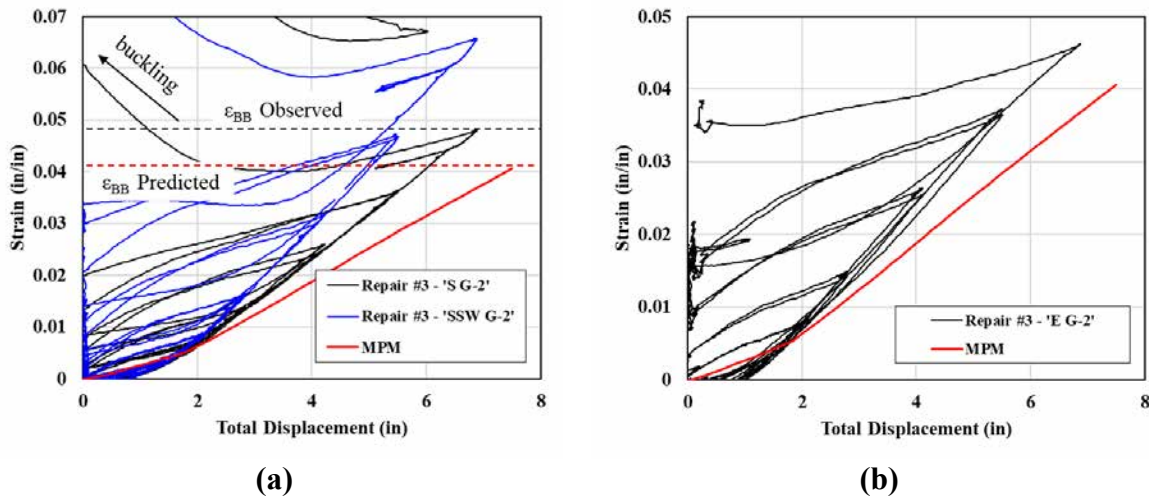 0.07
0.06
0.05
0.04
0.03
0.02
0.01
0
Strain (in/in)
buckling
εBB Observed
εBB Predicted
Repair #3 - 'S G-2'
Repair #3 - 'SSW G-2'
MPM
0 2 4 6 8
Total Displacement (in)
(a)
(b)
0.05
0.04
0.03
0.02
0.01
0
Strain (in/in)
Repair #3 - 'E G-2'
MPM
0 2 4 6 8
Total Displacement (in)